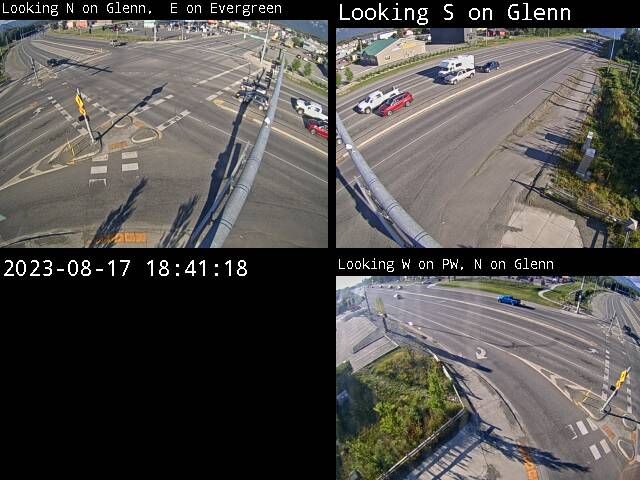 Looking N on Glenn,  E on Evergreen
Looking S on Glenn
2023-08-17 18:41:18
Looking W on PW, N on Glenn